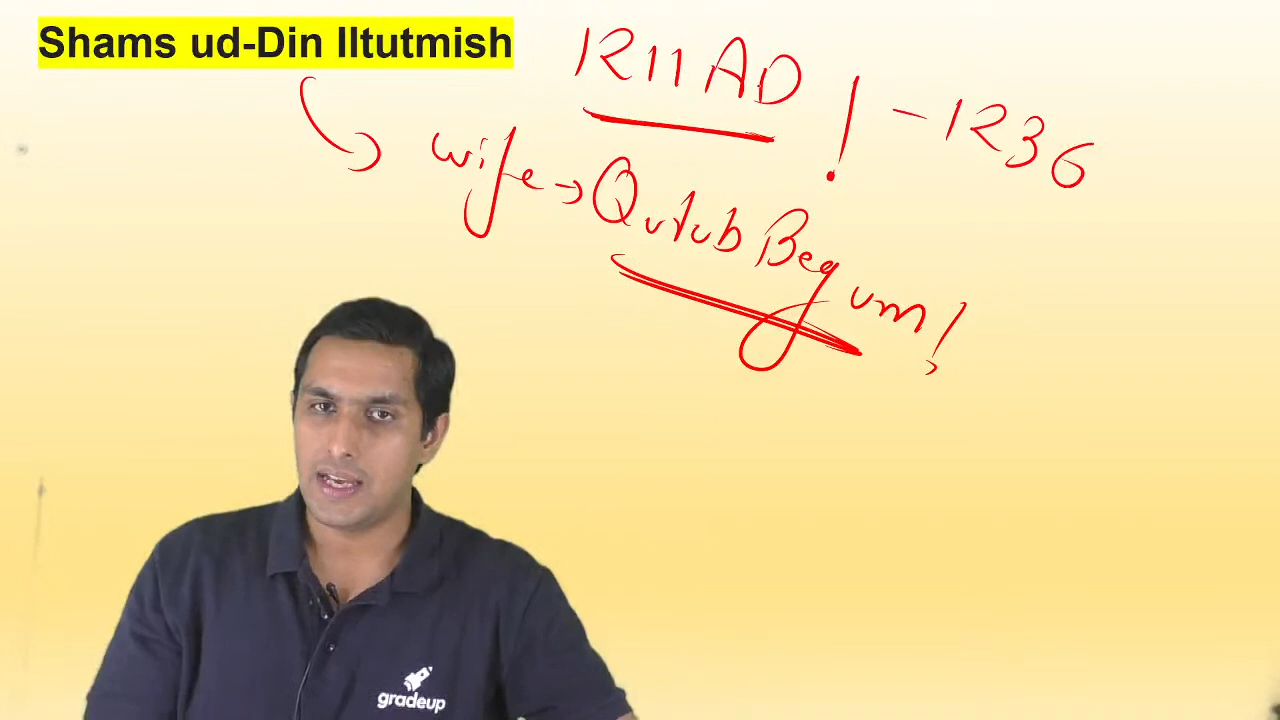 Shams ud-Din Iltutmish
1211 AD ! - 1236
wife → Qutub Begum!
gradeup